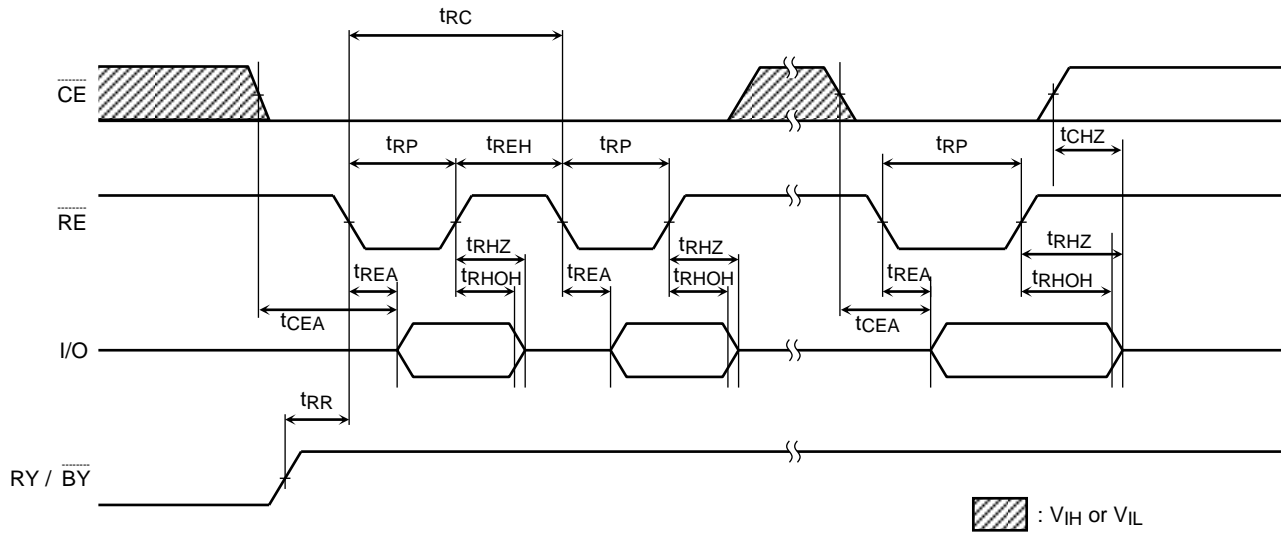 tRC
CE
tCHZ
tRP tREH tRP tRP
RE
tRHZ tRHZ tRHZ
tREA tRHOH tREA tRHOH tREA tRHOH
tCEA tCEA
I/O
tRR
RY / BY
: VIH or VIL